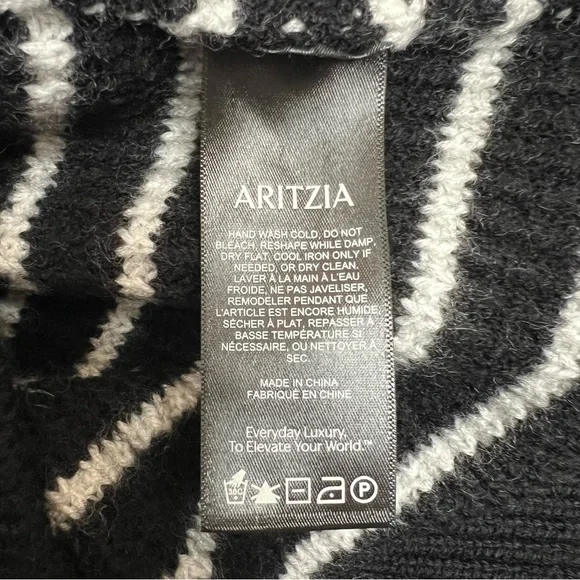 ARITZIA
HAND WASH COLD, DO NOT
BLEACH, RESHAPE WHILE DAMP,
DRY FLAT, COOL IRON ONLY IF
NEEDED, OR DRY CLEAN.
LAVER À LA MAIN À L'EAU
FROIDE, NE PAS JAVELISER,
REMODELER PENDANT QUE
L'ARTICLE EST ENCORE HUMIDE,
SÉCHER À PLAT, REPASSER À
BASSE TEMPÉRATURE SI
NÉCESSAIRE, OU NETTOYER À
SEC
MADE IN CHINA
FABRIQUÉ EN CHINE
Everyday Luxury.
To Elevate Your World.™
P